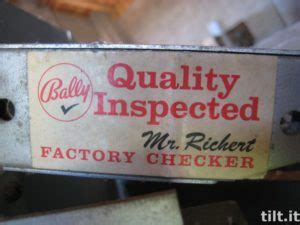 Bally
Quality
Inspected
Mr. Richert
FACTORY CHECKER
tilt.it